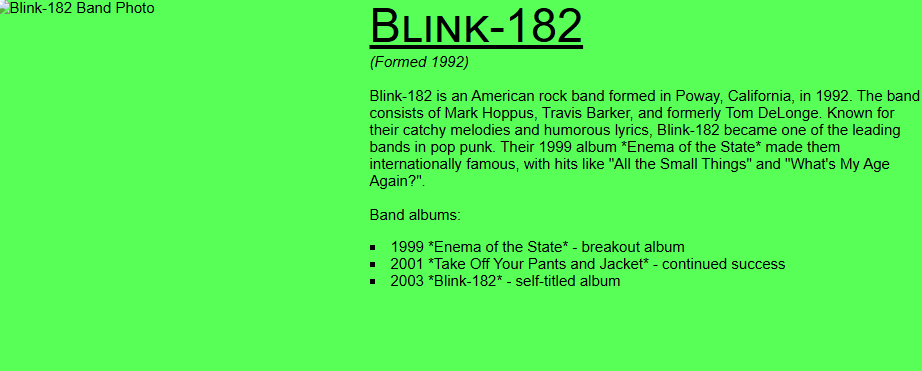 Blink-182 Band Photo
BLINK-182
(Formed 1992)
Blink-182 is an American rock band formed in Poway, California, in 1992. The band
consists of Mark Hoppus, Travis Barker, and formerly Tom DeLonge. Known for
their catchy melodies and humorous lyrics, Blink-182 became one of the leading
bands in pop punk. Their 1999 album *Enema of the State* made them
internationally famous, with hits like "All the Small Things" and "What's My Age
Again?".
Band albums:
▪ 1999 *Enema of the State* - breakout album
▪ 2001 *Take Off Your Pants and Jacket* - continued success
▪ 2003 *Blink-182* - self-titled album